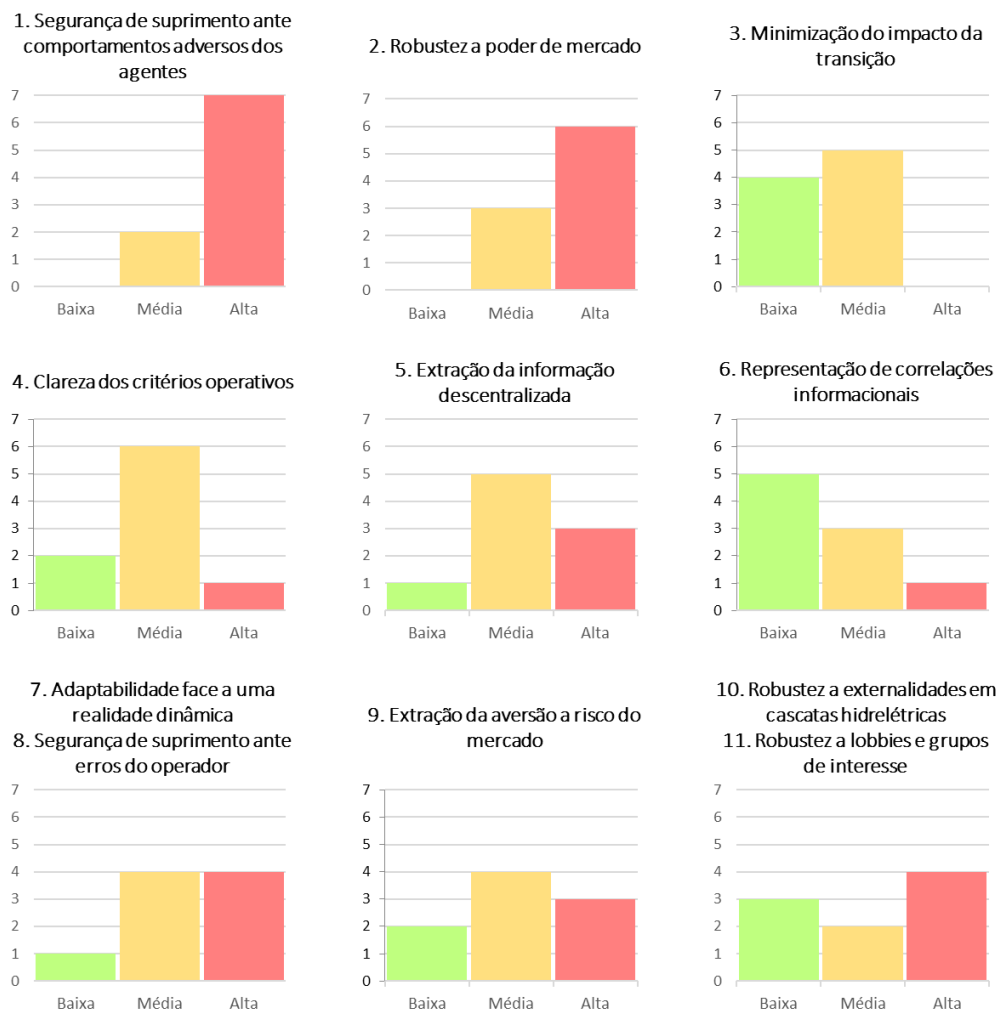 1. Segurança de suprimento ante
comportamentos adversos dos
agentes
7
6
5
4
3
2
1
0
Baixa Média Alta
2. Robustez a poder de mercado
7
6
5
4
3
2
1
0
Baixa Média Alta
3. Minimização do impacto da
transição
7
6
5
4
3
2
1
0
Baixa Média Alta
4. Clareza dos critérios operativos
7
6
5
4
3
2
1
0
Baixa Média Alta
5. Extração da informação
descentralizada
7
6
5
4
3
2
1
0
Baixa Média Alta
6. Representação de correlações
informacionais
7
6
5
4
3
2
1
0
Baixa Média Alta
7. Adaptabilidade face a uma
realidade dinâmica
8. Segurança de suprimento ante
erros do operador
7
6
5
4
3
2
1
0
Baixa Média Alta
9. Extração da aversão a risco do
mercado
7
6
5
4
3
2
1
0
Baixa Média Alta
10. Robustez a externalidades em
cascatas hidrelétricas
11. Robustez a lobbies e grupos
de interesse
7
6
5
4
3
2
1
0
Baixa Média Alta